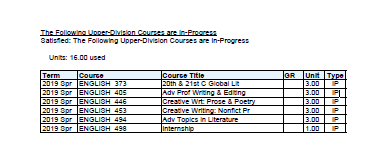 The Following Upper-Division Courses are In-Progress
Satisfied: The Following Upper-Division Courses are In-Progress
Units: 16.00 used
Term Course Course Title GR Unit Type
2019 Spr ENGLISH 373 20th & 21st C Global Lit 3.00 IP
2019 Spr ENGLISH 405 Adv Prof Writing & Editing 3.00 IP
2019 Spr ENGLISH 446 Creative Wrt: Prose & Poetry 3.00 IP
2019 Spr ENGLISH 445 Creative Writing: Nonfict Pr 3.00 IP
2019 Spr ENGLISH 494 Adv Topics in Literature 3.00 IP
2019 Spr ENGLISH 498 Internship 1.00 IP